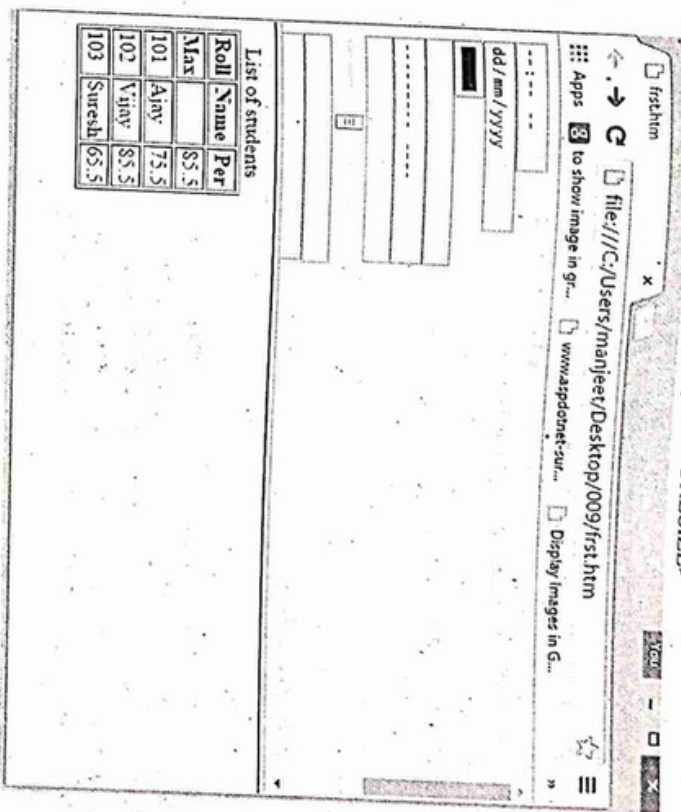 frst.htm ×
You
file:///C:/Users/manjeet/Desktop/009/frst.htm
Apps 8 to show image in gr... www.aspdotnet-sur... Display Images in G... »
--:-- --
dd/mm/yyyy
--------- ----
List of students
Roll Name Per
Max 85.5
101 Ajay 75.5
102 Vijay 85.5
103 Suresh 65.5